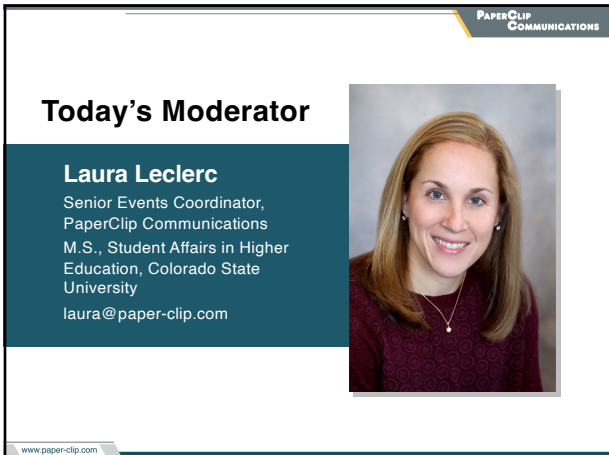 PAPERCLIP
COMMUNICATIONS
Today's Moderator
Laura Leclerc
Senior Events Coordinator,
PaperClip Communications
M.S., Student Affairs in Higher
Education, Colorado State
University
laura@paper-clip.com
www.paper-clip.com